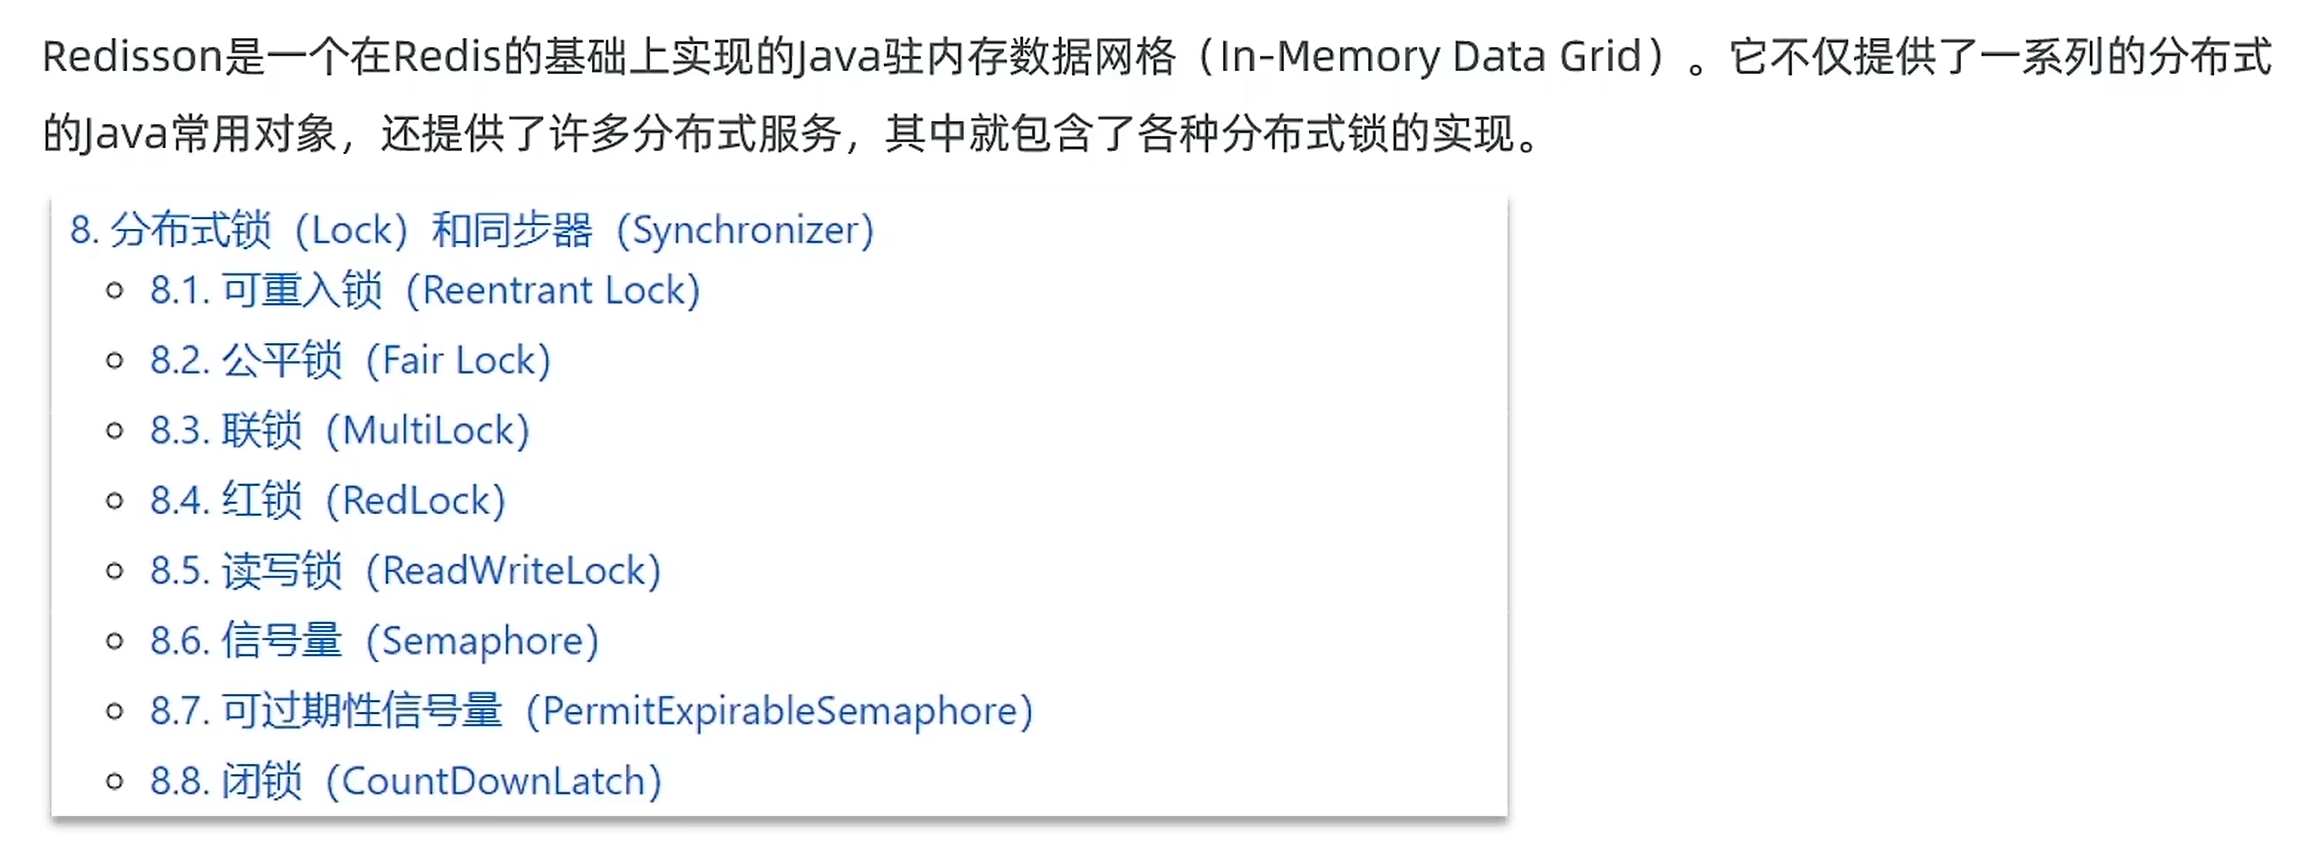 Redisson是一个在Redis的基础上实现的Java驻内存数据网格（In-Memory Data Grid）。它不仅提供了一系列的分布式
的Java常用对象，还提供了许多分布式服务，其中就包含了各种分布式锁的实现。
8. 分布式锁（Lock）和同步器（Synchronizer）
8.1. 可重入锁（Reentrant Lock）
8.2. 公平锁（Fair Lock）
8.3. 联锁（MultiLock）
8.4. 红锁（RedLock）
8.5. 读写锁（ReadWriteLock）
8.6. 信号量（Semaphore）
8.7. 可过期性信号量（PermitExpirableSemaphore）
8.8. 闭锁（CountDownLatch）